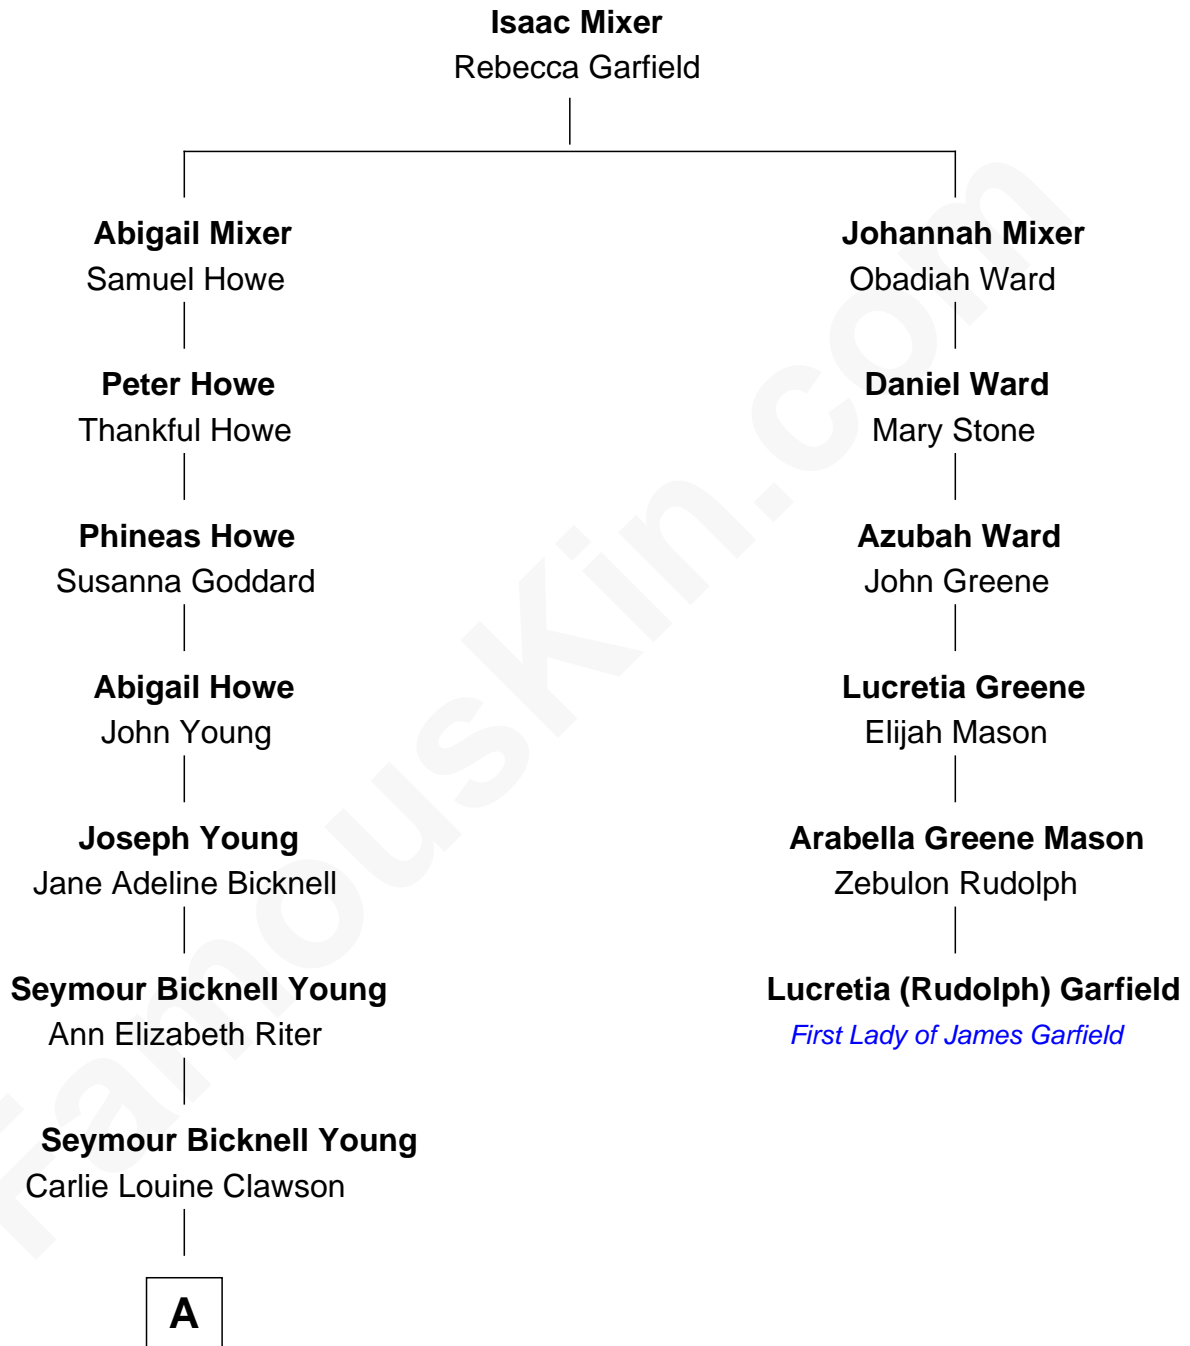 Isaac Mixer
Rebecca Garfield
Abigail Mixer
Samuel Howe
Johannah Mixer
Obadiah Ward
Peter Howe
Thankful Howe
Daniel Ward
Mary Stone
Phineas Howe
Susanna Goddard
Azubah Ward
John Greene
Abigail Howe
John Young
Lucretia Greene
Elijah Mason
Joseph Young
Jane Adeline Bicknell
Arabella Greene Mason
Zebulon Rudolph
Seymour Bicknell Young
Ann Elizabeth Riter
Lucretia (Rudolph) Garfield
First Lady of James Garfield
Seymour Bicknell Young
Carlie Louine Clawson
A
FamousKin.com